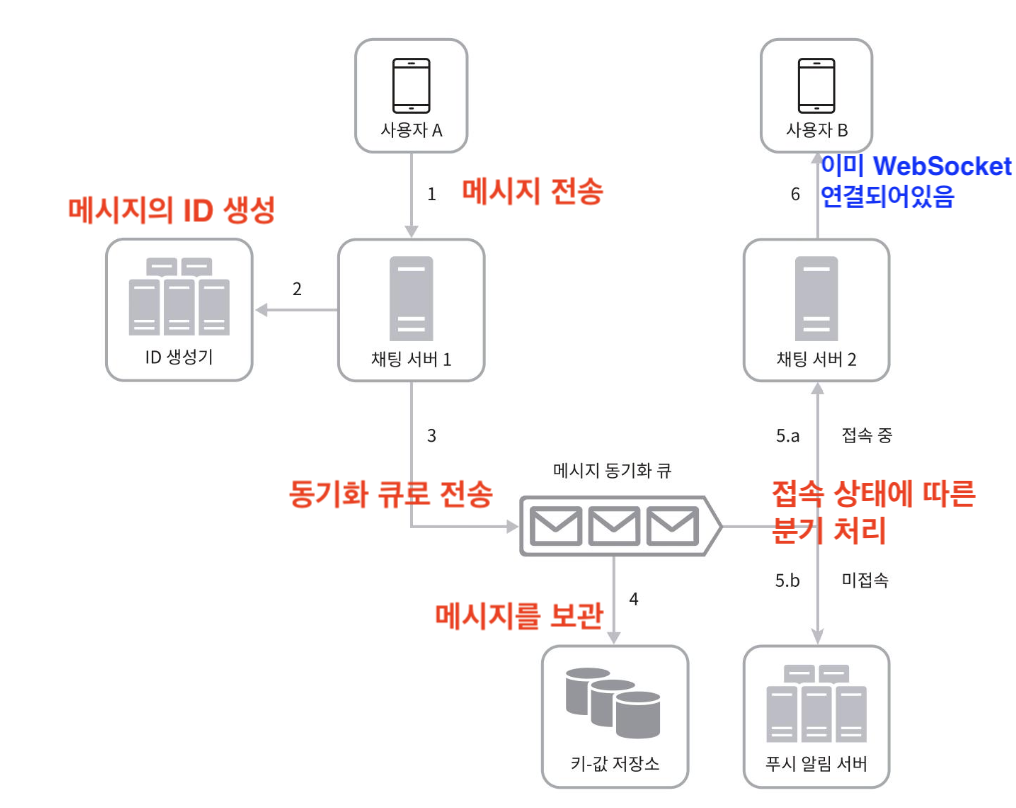 사용자 A
사용자 B
이미 WebSocket
연결되어있음
1
메시지 전송
6
메시지의 ID 생성
2
ID 생성기
채팅 서버 1
채팅 서버 2
3
5.a
접속 중
메시지 동기화 큐
동기화 큐로 전송
접속 상태에 따른
분기 처리
5.b
미접속
4
메시지를 보관
키-값 저장소
푸시 알림 서버